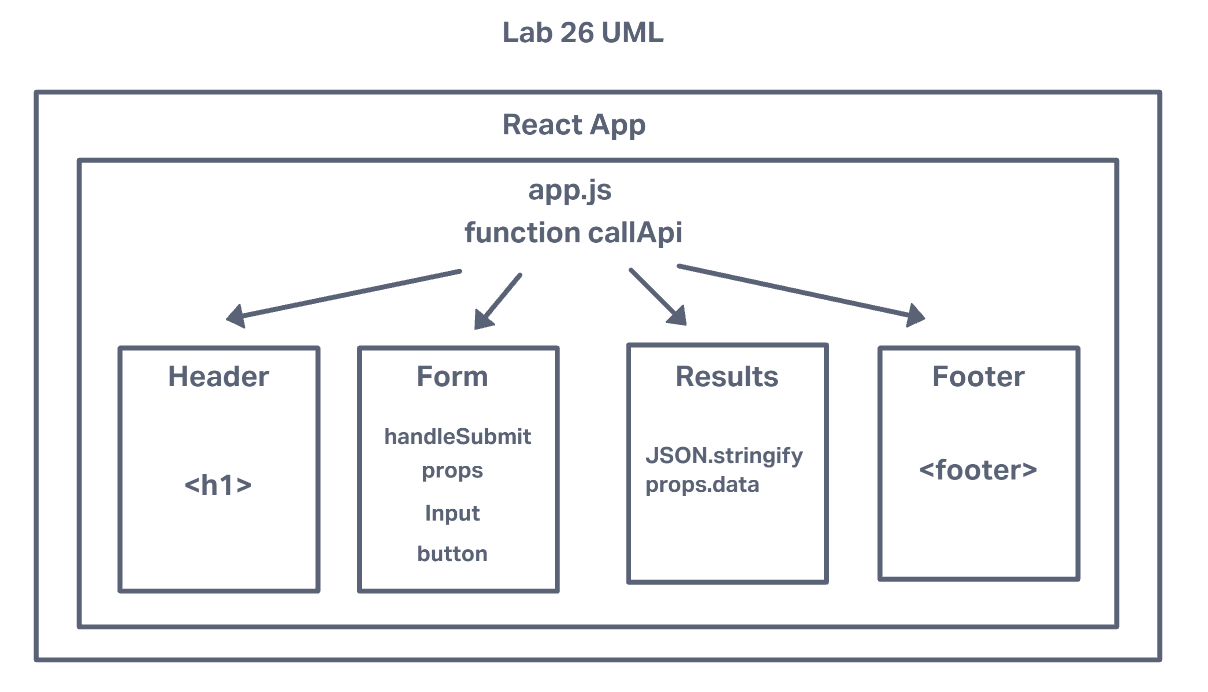 Lab 26 UML
React App
app.js
function callApi
Header
<h1>
Form
handleSubmit
props
Input
button
Results
JSON.stringify
props.data
Footer
<footer>